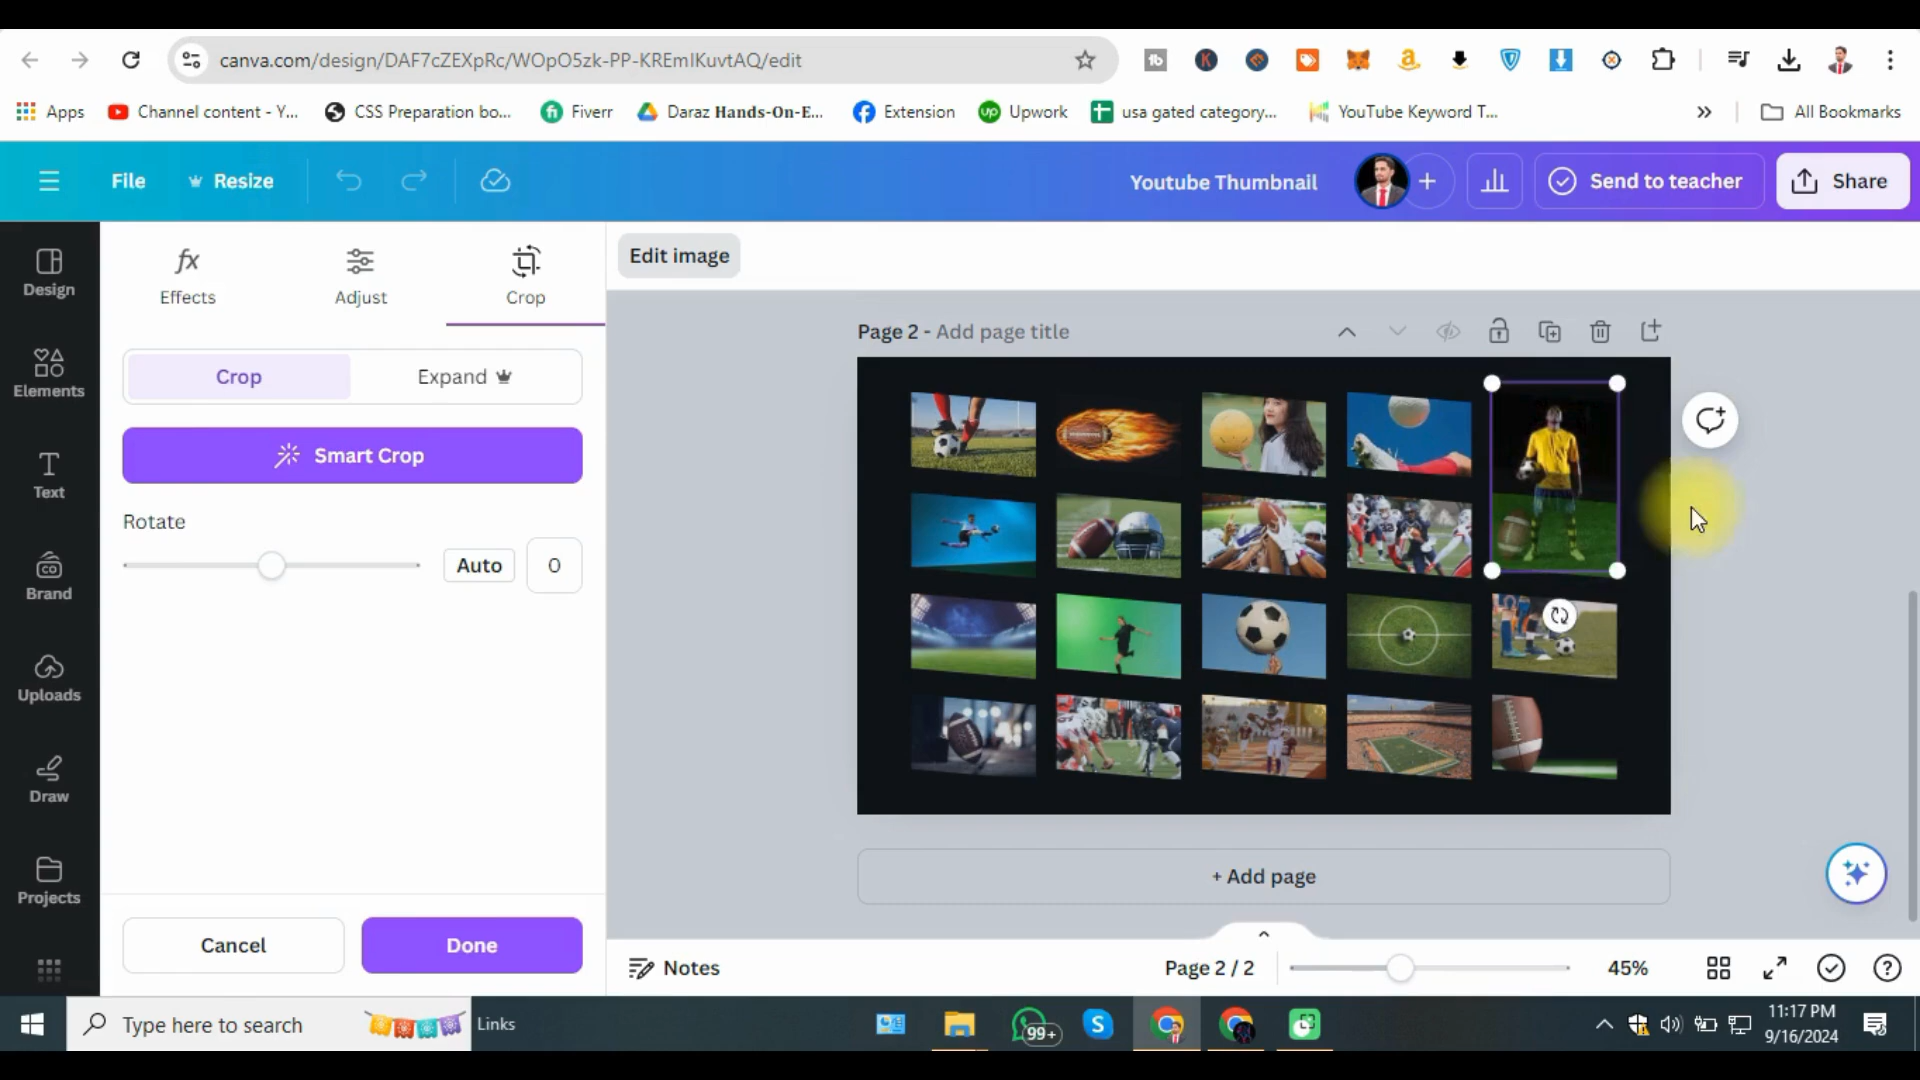 canva.com/design/DAF7cZEXpRc/WOpO5zk-PP-KREmlKuvtAQ/edit
Apps
Channel content - Y...
CSS Preparation bo...
Fiverr
Daraz Hands-On-E...
Extension
Upwork
usa gated category...
YouTube Keyword T...
All Bookmarks
File
Resize
Youtube Thumbnail
Send to teacher
Share
Design
Elements
Text
Brand
Uploads
Draw
Projects
Effects
Adjust
Crop
Crop
Expand
Smart Crop
Rotate
Auto
0
Cancel
Done
Edit image
Page 2 - Add page title
+ Add page
Notes
Page 2 / 2
45%
Type here to search
Links
99+
11:17 PM
9/16/2024